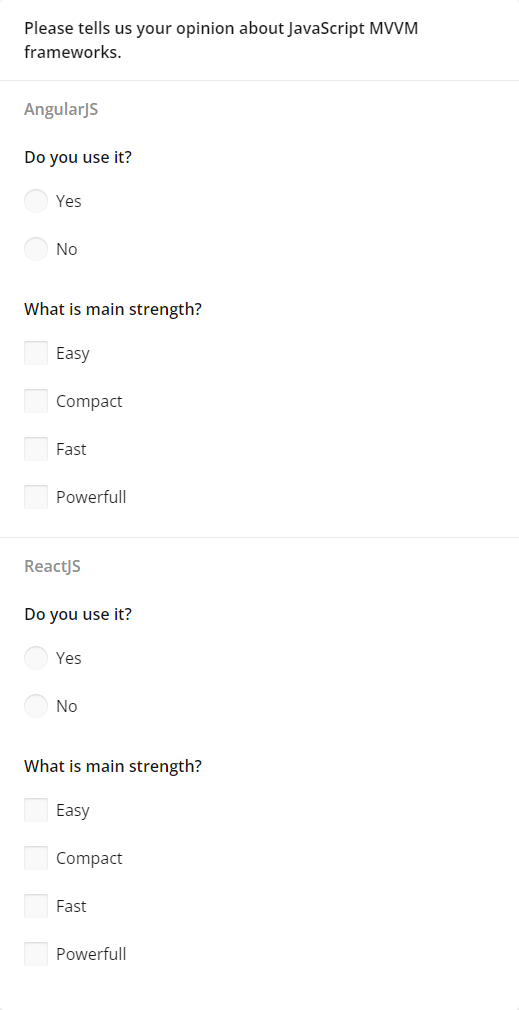 Please tells us your opinion about JavaScript MVVM
frameworks.
AngularJS
Do you use it?
Yes
No
What is main strength?
Easy
Compact
Fast
Powerfull
ReactJS
Do you use it?
Yes
No
What is main strength?
Easy
Compact
Fast
Powerfull